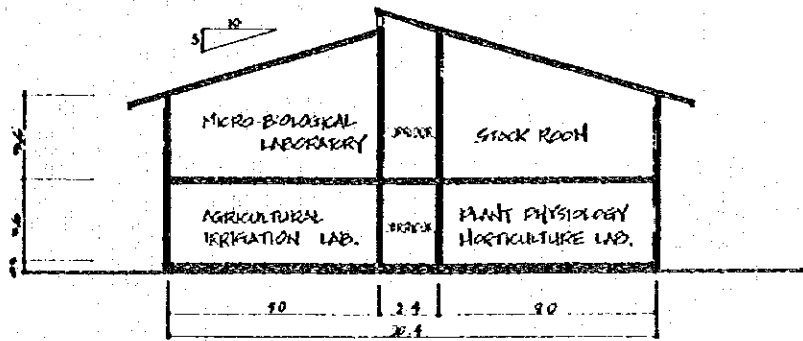 10
MICRO-BIOLOGICAL
LABORATORY
STOCK ROOM
AGRICULTURAL
IRRIGATION LAB.
PLANT PHYSIOLOGY
HORTICULTURE LAB.
9.0 2.4 9.0
20.4